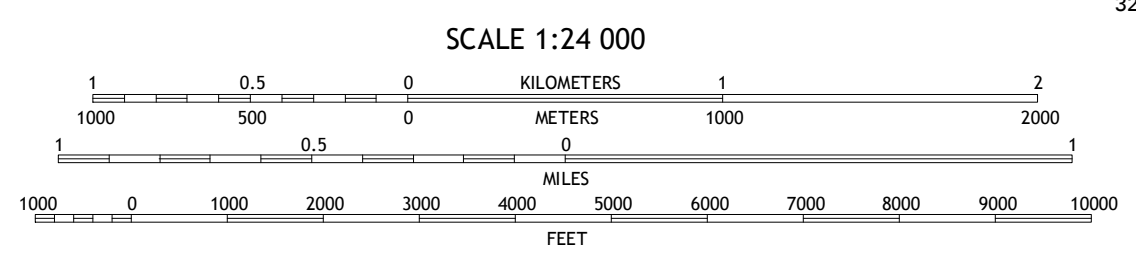 32
SCALE 1:24 000
1 0.5 0 KILOMETERS 1 2
1000 500 0 METERS 1000 2000
1 0.5 0 1
MILES
1000 0 1000 2000 3000 4000 5000 6000 7000 8000 9000 10000
FEET